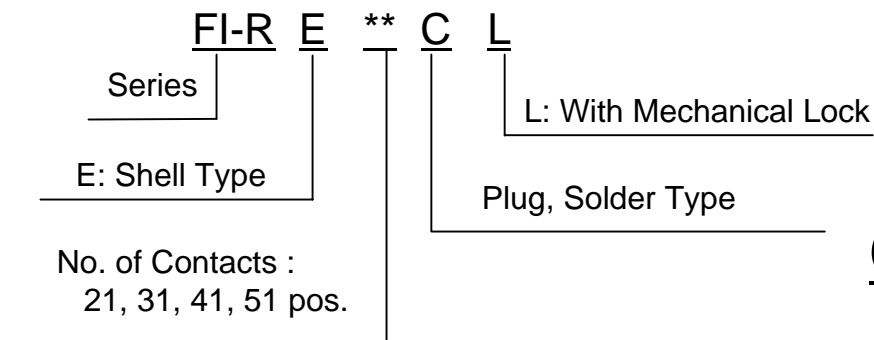 FI-R E ** C L
Series
L: With Mechanical Lock
E: Shell Type
Plug, Solder Type
No. of Contacts :
21, 31, 41, 51 pos.